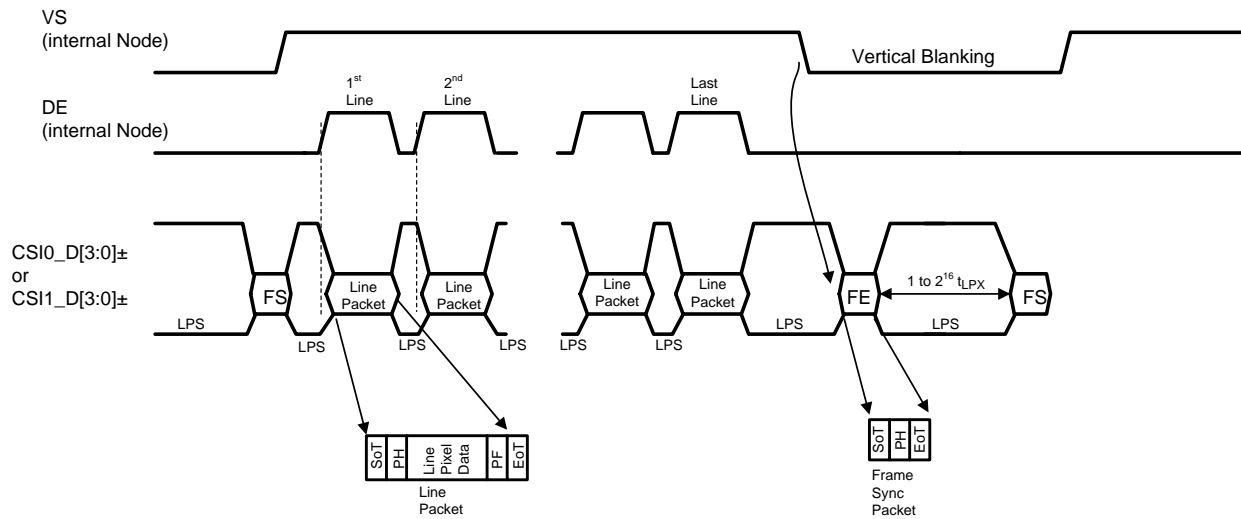 VS
(internal Node)
Vertical Blanking
1st
Line
2nd
Line
Last
Line
DE
(internal Node)
CSI0_D[3:0]±
or
CSI1_D[3:0]±
FS
Line
Packet
Line
Packet
Line
Packet
Line
Packet
FE
1 to 2^16 t_LPX
FS
LPS
LPS
LPS
LPS
LPS
LPS
LPS
LPS
SoT
PH
Line
Pixel
Data
PF
EoT
Line
Packet
SoT
PH
EoT
Frame
Sync
Packet